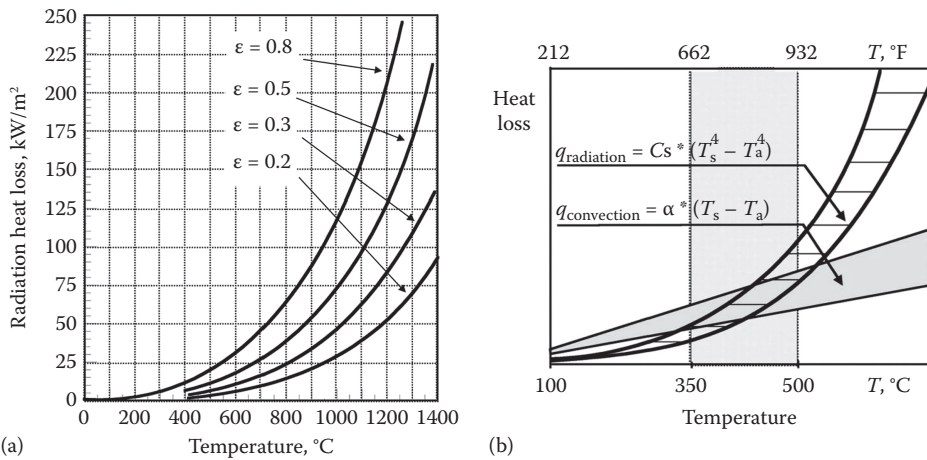 250
225
200
175
150
125
100
75
50
25
0
Radiation heat loss, kW/m²
ε = 0.8
ε = 0.5
ε = 0.3
ε = 0.2
0 200 400 600 800 1000 1200 1400
Temperature, °C
(a)
212 662 932 T, °F
Heat
loss
q_radiation = Cs * (T_s^4 – T_a^4)
q_convection = α * (T_s – T_a)
100 350 500 T, °C
Temperature
(b)